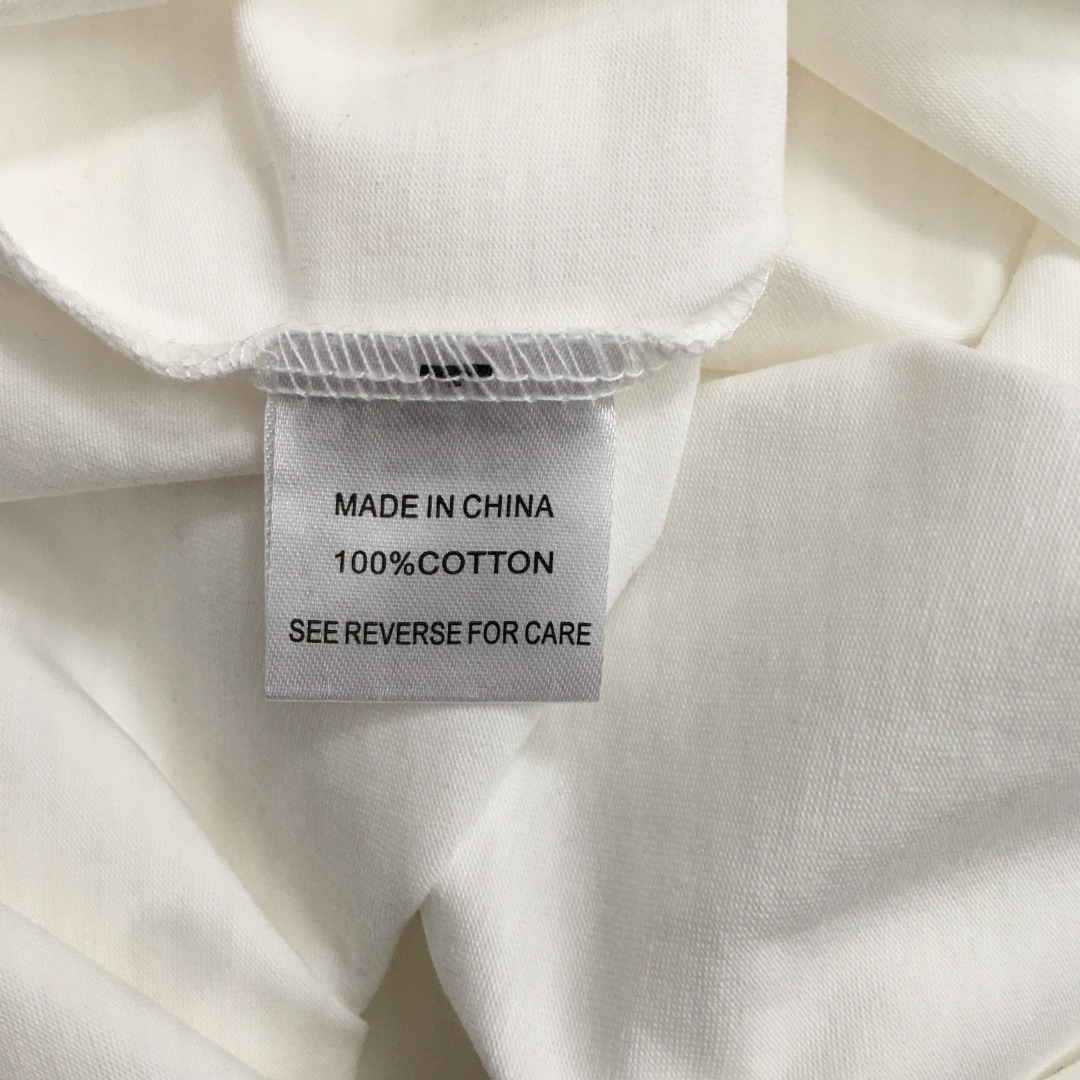 MADE IN CHINA
100%COTTON
SEE REVERSE FOR CARE